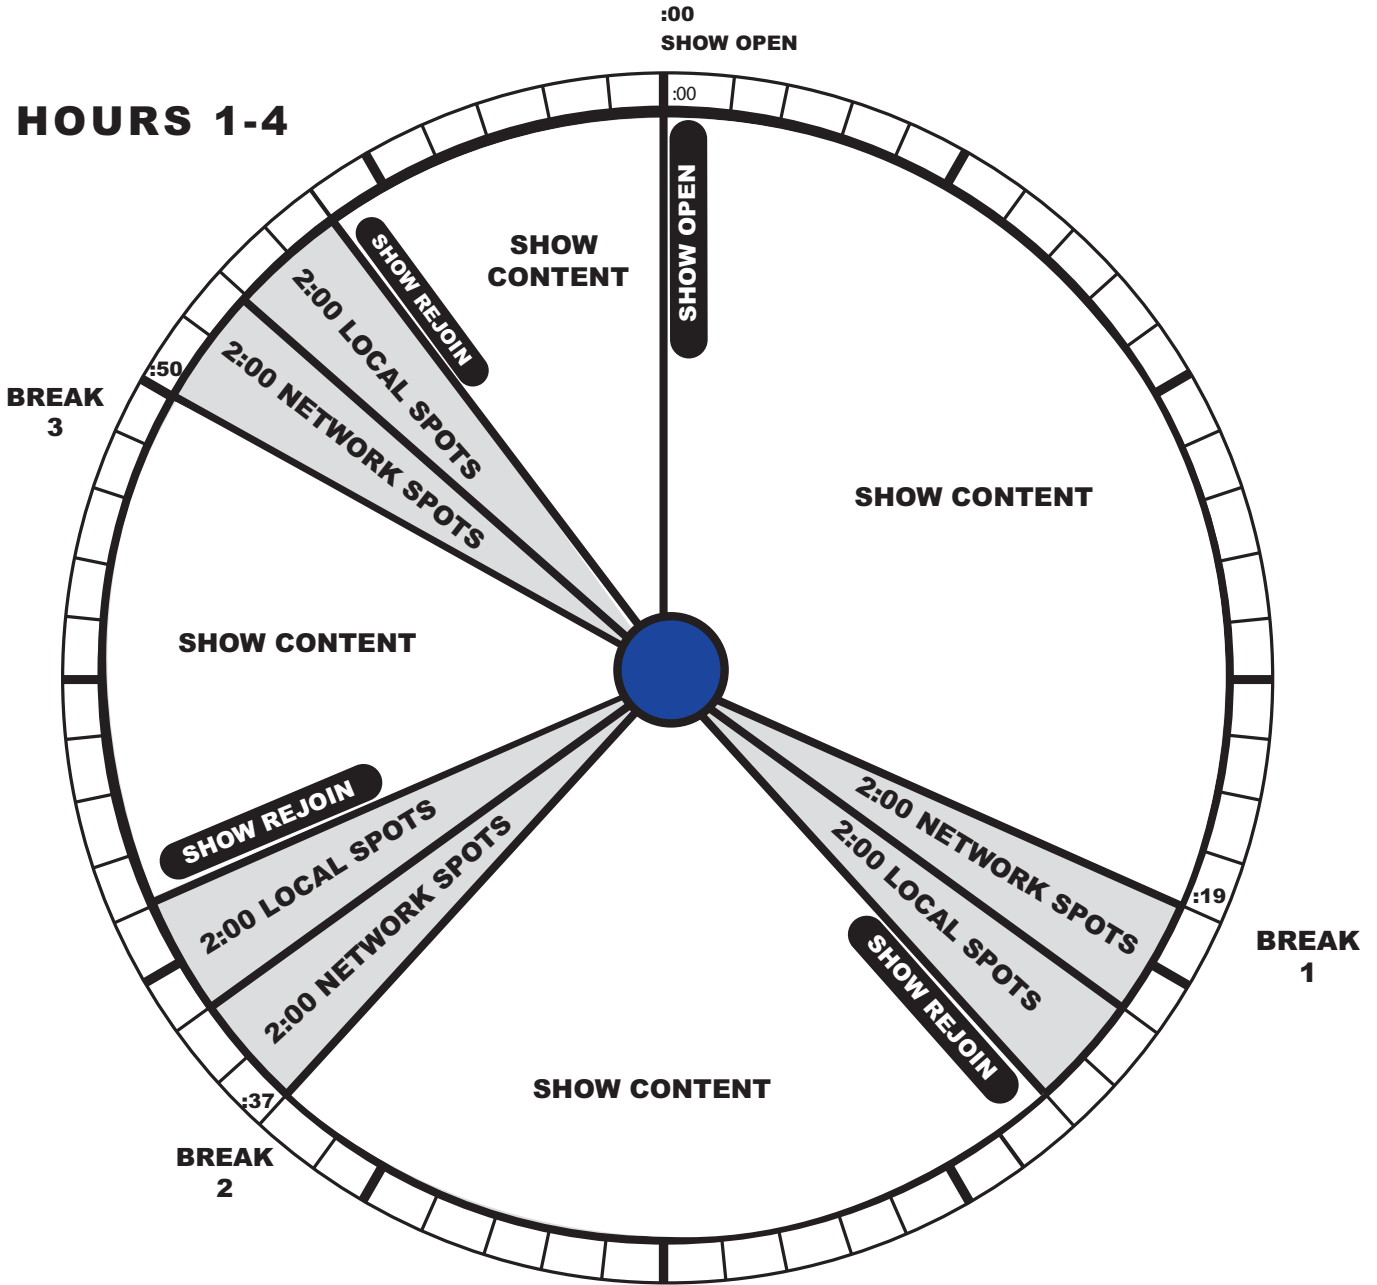 :00
SHOW OPEN
HOURS 1-4
:00
SHOW OPEN
SHOW CONTENT
:19
BREAK
1
2:00 NETWORK SPOTS
2:00 LOCAL SPOTS
SHOW REJOIN
SHOW CONTENT
:37
BREAK
2
2:00 NETWORK SPOTS
2:00 LOCAL SPOTS
SHOW REJOIN
SHOW CONTENT
:50
BREAK
3
2:00 NETWORK SPOTS
2:00 LOCAL SPOTS
SHOW REJOIN
SHOW
CONTENT